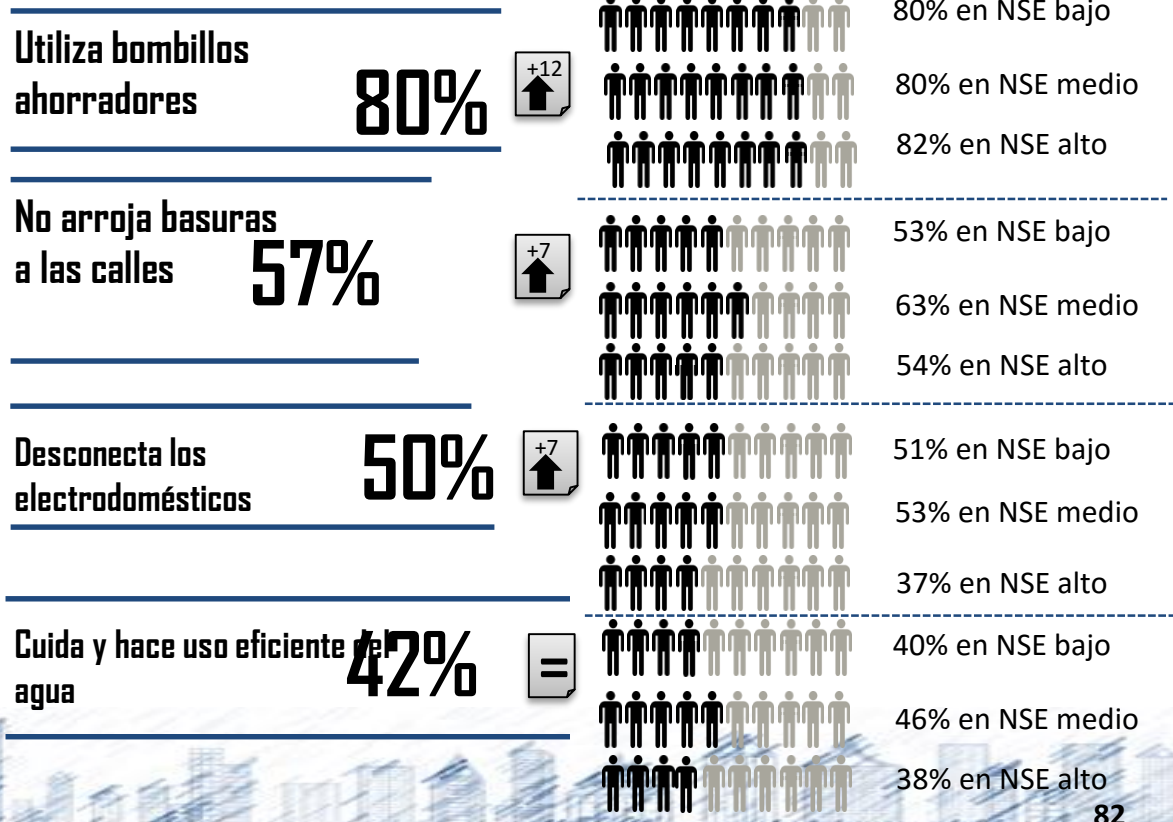 80% en NSE bajo
Utiliza bombillos
ahorradores
80%
+12
80% en NSE medio
82% en NSE alto
No arroja basuras
a las calles
57%
+7
53% en NSE bajo
63% en NSE medio
54% en NSE alto
Desconecta los
electrodomésticos
50%
+7
51% en NSE bajo
53% en NSE medio
37% en NSE alto
Cuida y hace uso eficiente del
agua
42%
=
40% en NSE bajo
46% en NSE medio
38% en NSE alto
82